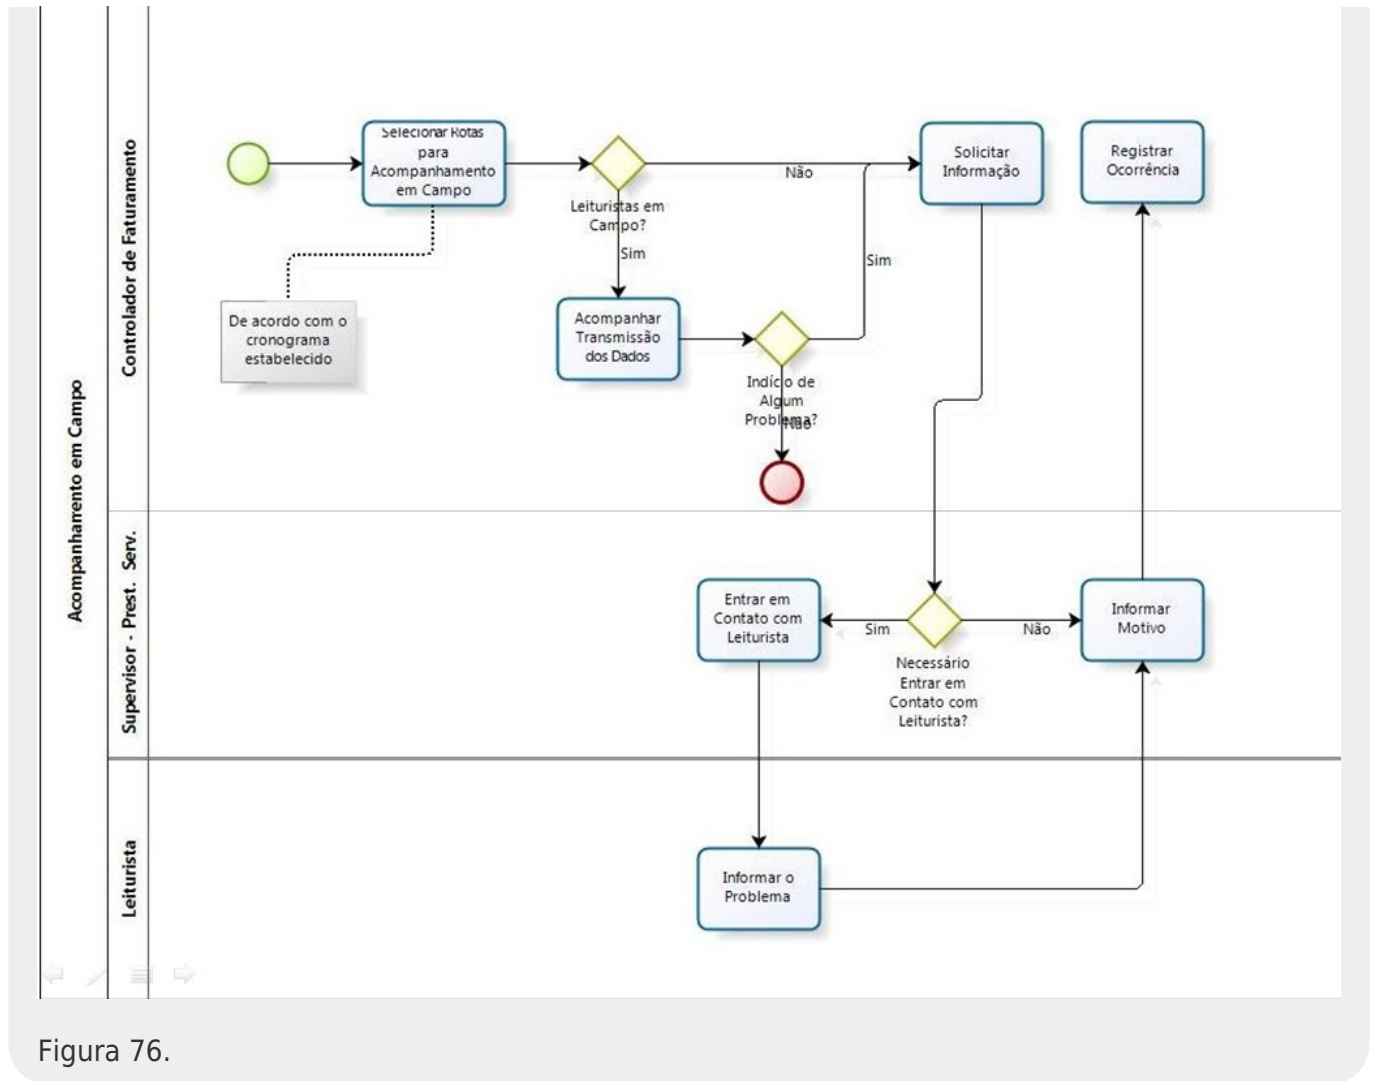 Acompanhamento em Campo
Controlador de Faturamento
Selecionar Rotas
para
Acompanhamento
em Campo
De acordo com o
cronograma
estabelecido
Leituristas em
Campo?
Não
Sim
Acompanhar
Transmissão
dos Dados
Indício de
Algum
Problema?
Não
Sim
Solicitar
Informação
Registrar
Ocorrência
Supervisor - Prest. Serv.
Entrar em
Contato com
Leiturista
Sim
Não
Necessário
Entrar em
Contato com
Leiturista?
Informar
Motivo
Leiturista
Informar o
Problema
Figura 76.